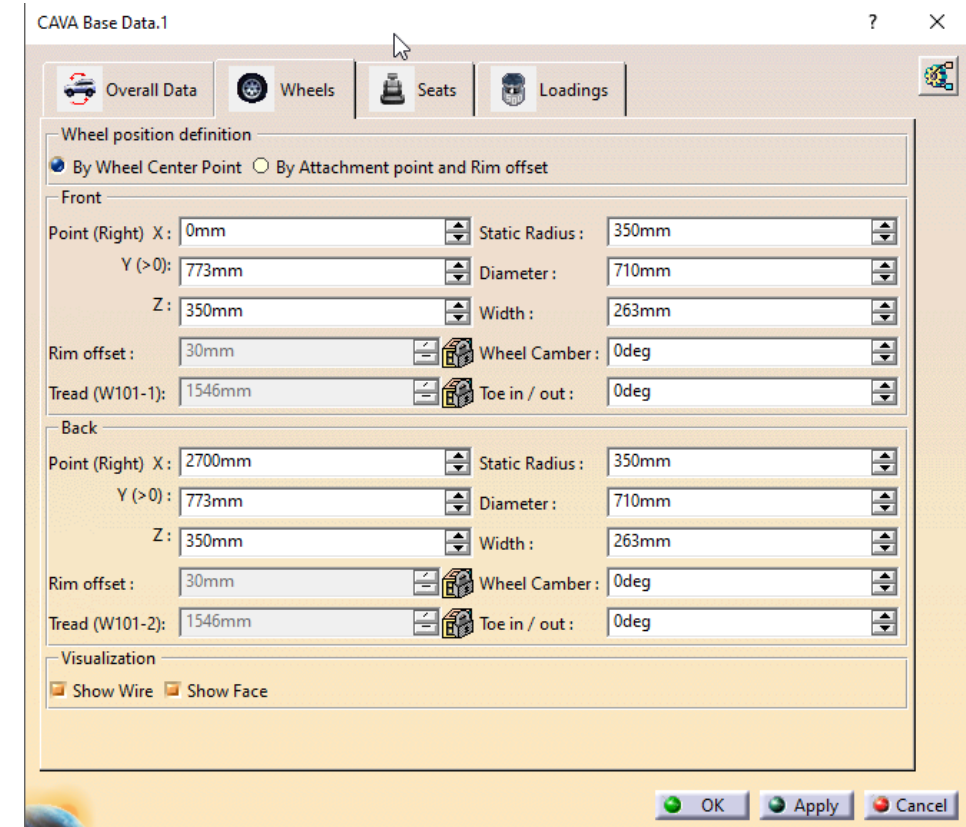 CAVA Base Data.1 ?
Overall Data Wheels Seats Loadings
Wheel position definition
By Wheel Center Point By Attachment point and Rim offset
Front
Point (Right) X : 0mm Static Radius : 350mm
Y (>0): 773mm Diameter : 710mm
Z : 350mm Width : 263mm
Rim offset : 30mm Wheel Camber : 0deg
Tread (W101-1): 1546mm Toe in / out : 0deg
Back
Point (Right) X : 2700mm Static Radius : 350mm
Y (>0) : 773mm Diameter : 710mm
Z : 350mm Width : 263mm
Rim offset : 30mm Wheel Camber : 0deg
Tread (W101-2): 1546mm Toe in / out : 0deg
Visualization
Show Wire Show Face
OK Apply Cancel